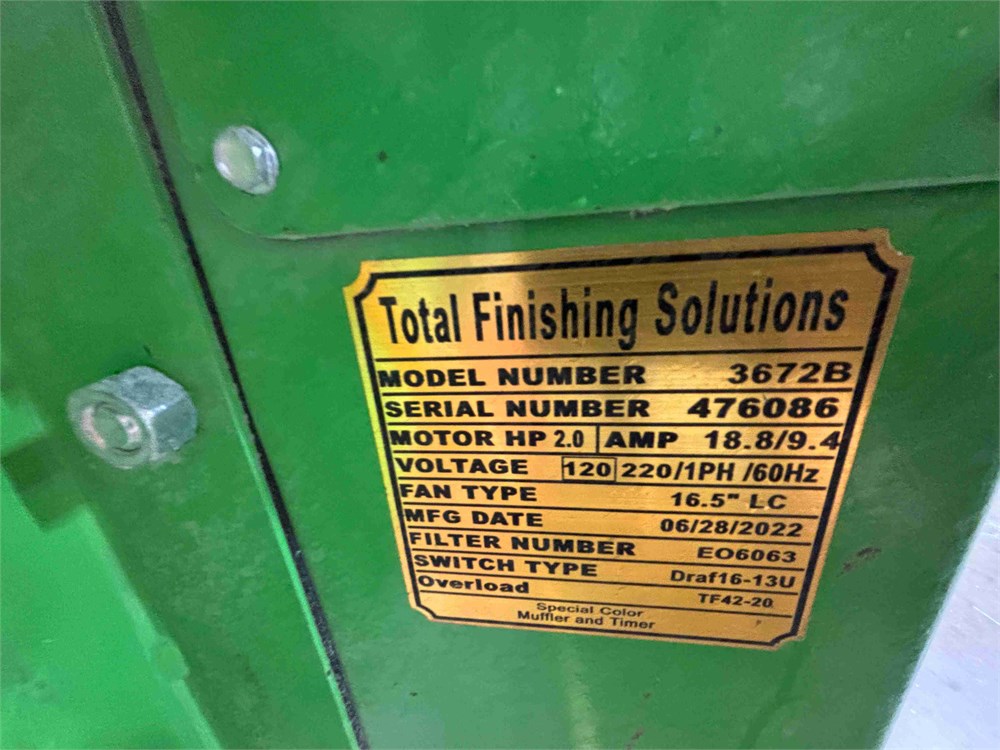 Total Finishing Solutions
MODEL NUMBER 3672B
SERIAL NUMBER 476086
MOTOR HP 2.0 AMP 18.8/9.4
VOLTAGE 120 220/1PH /60Hz
FAN TYPE 16.5" LC
MFG DATE 06/28/2022
FILTER NUMBER EO6063
SWITCH TYPE Draf16-13U
Overload TF42-20
Special Color
Muffler and Timer